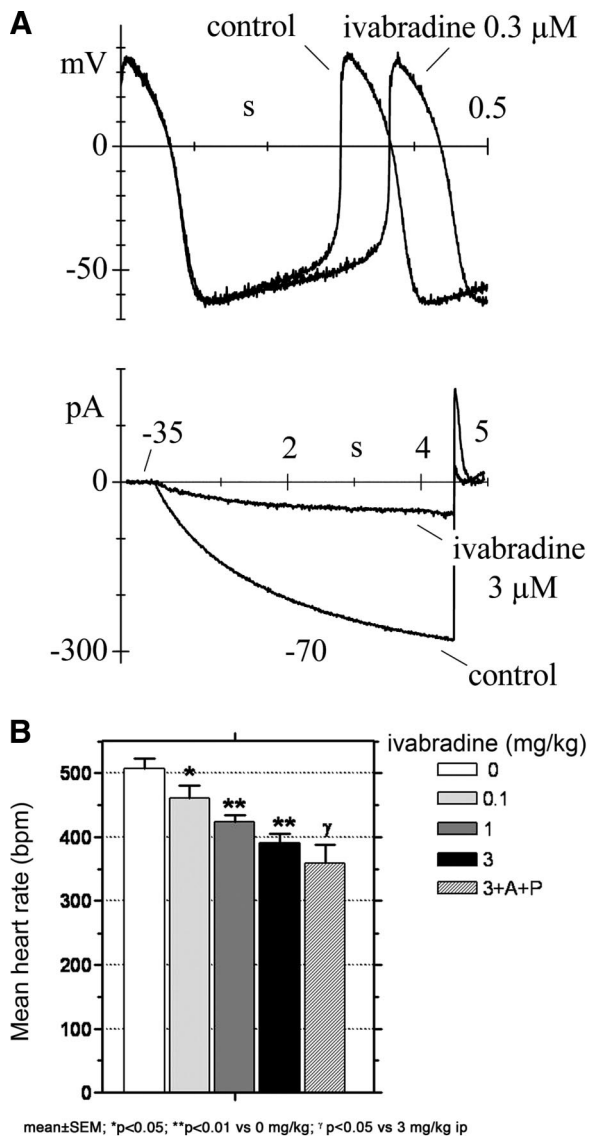 A
control
ivabradine 0.3 μM
mV
s
0.5
0
-50
pA
-35
2
s
4
5
0
ivabradine
3 μM
-300
-70
control
B
ivabradine (mg/kg)
Mean heart rate (bpm)
500
400
300
200
100
0
*
**
**
γ
0
0.1
1
3
3+A+P
mean±SEM; *p<0.05; **p<0.01 vs 0 mg/kg; γ p<0.05 vs 3 mg/kg ip